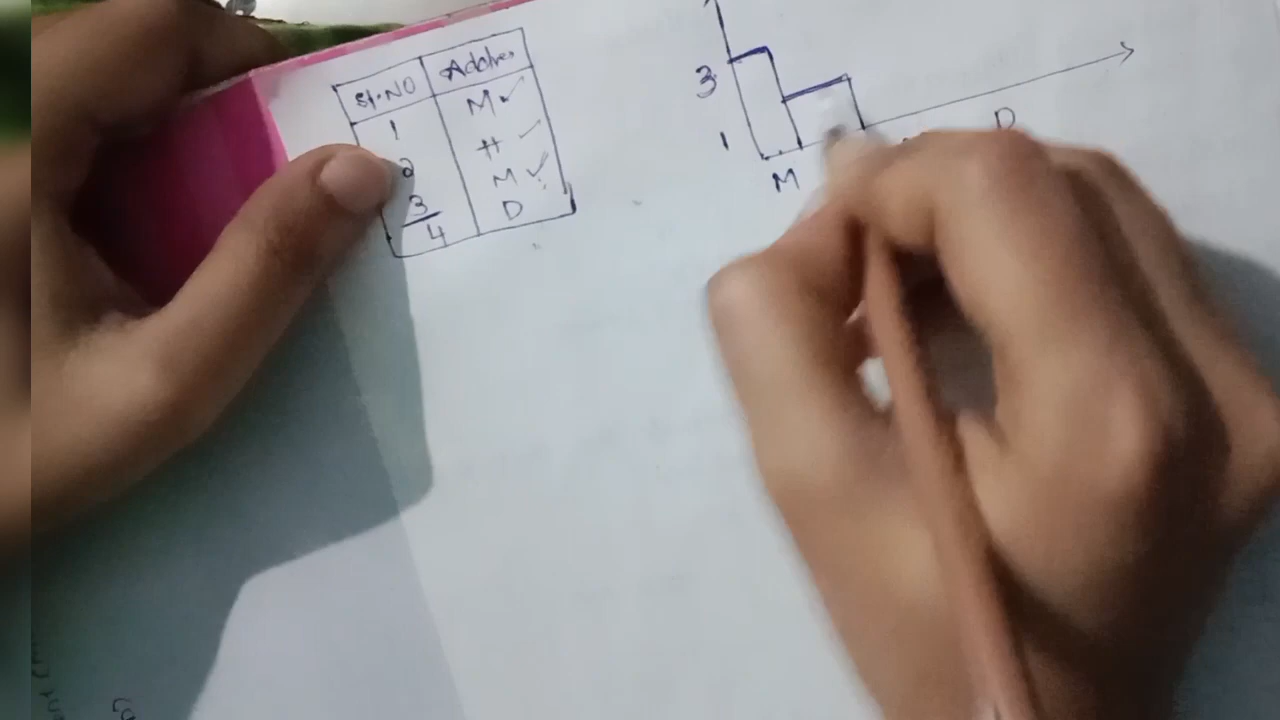 Sl.NO Addres
1 M ✓
2 H ✓
3 M ✓
4 D
3
1
M
D